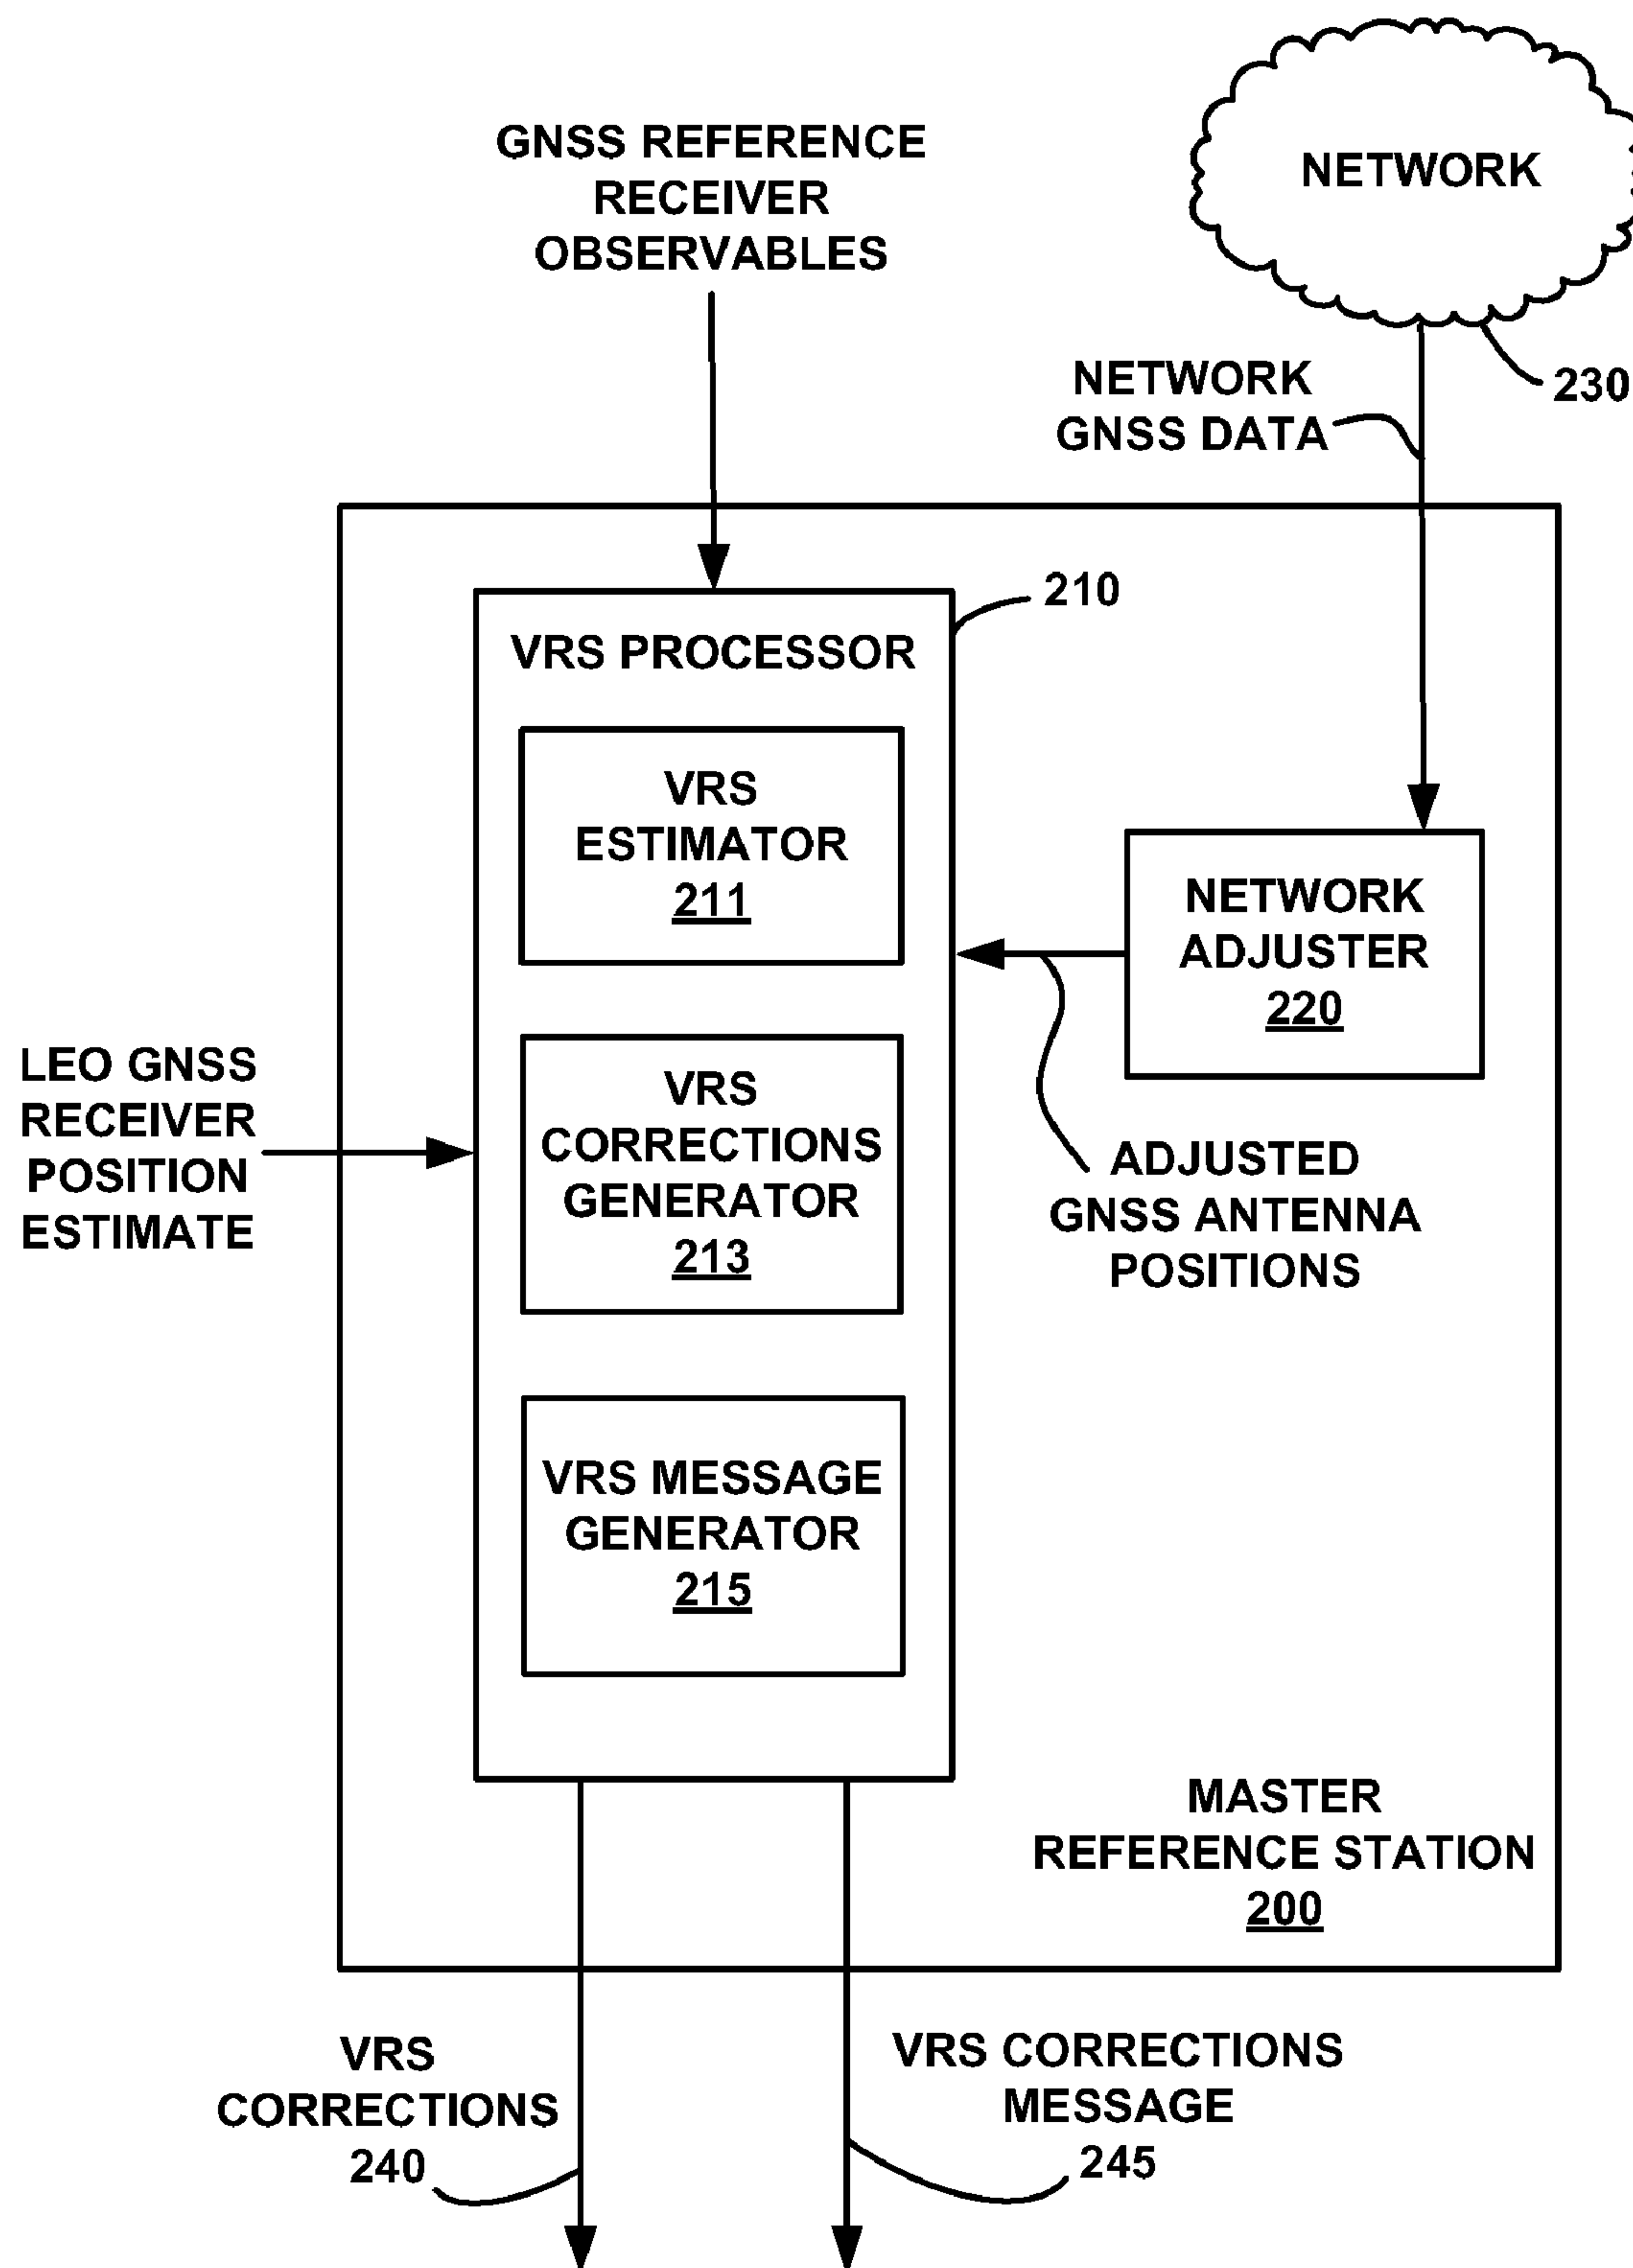 GNSS REFERENCE
RECEIVER
OBSERVABLES
NETWORK
230
NETWORK
GNSS DATA
210
VRS PROCESSOR
VRS
ESTIMATOR
211
NETWORK
ADJUSTER
220
LEO GNSS
RECEIVER
POSITION
ESTIMATE
VRS
CORRECTIONS
GENERATOR
213
ADJUSTED
GNSS ANTENNA
POSITIONS
VRS MESSAGE
GENERATOR
215
MASTER
REFERENCE STATION
200
VRS
CORRECTIONS
240
VRS CORRECTIONS
MESSAGE
245